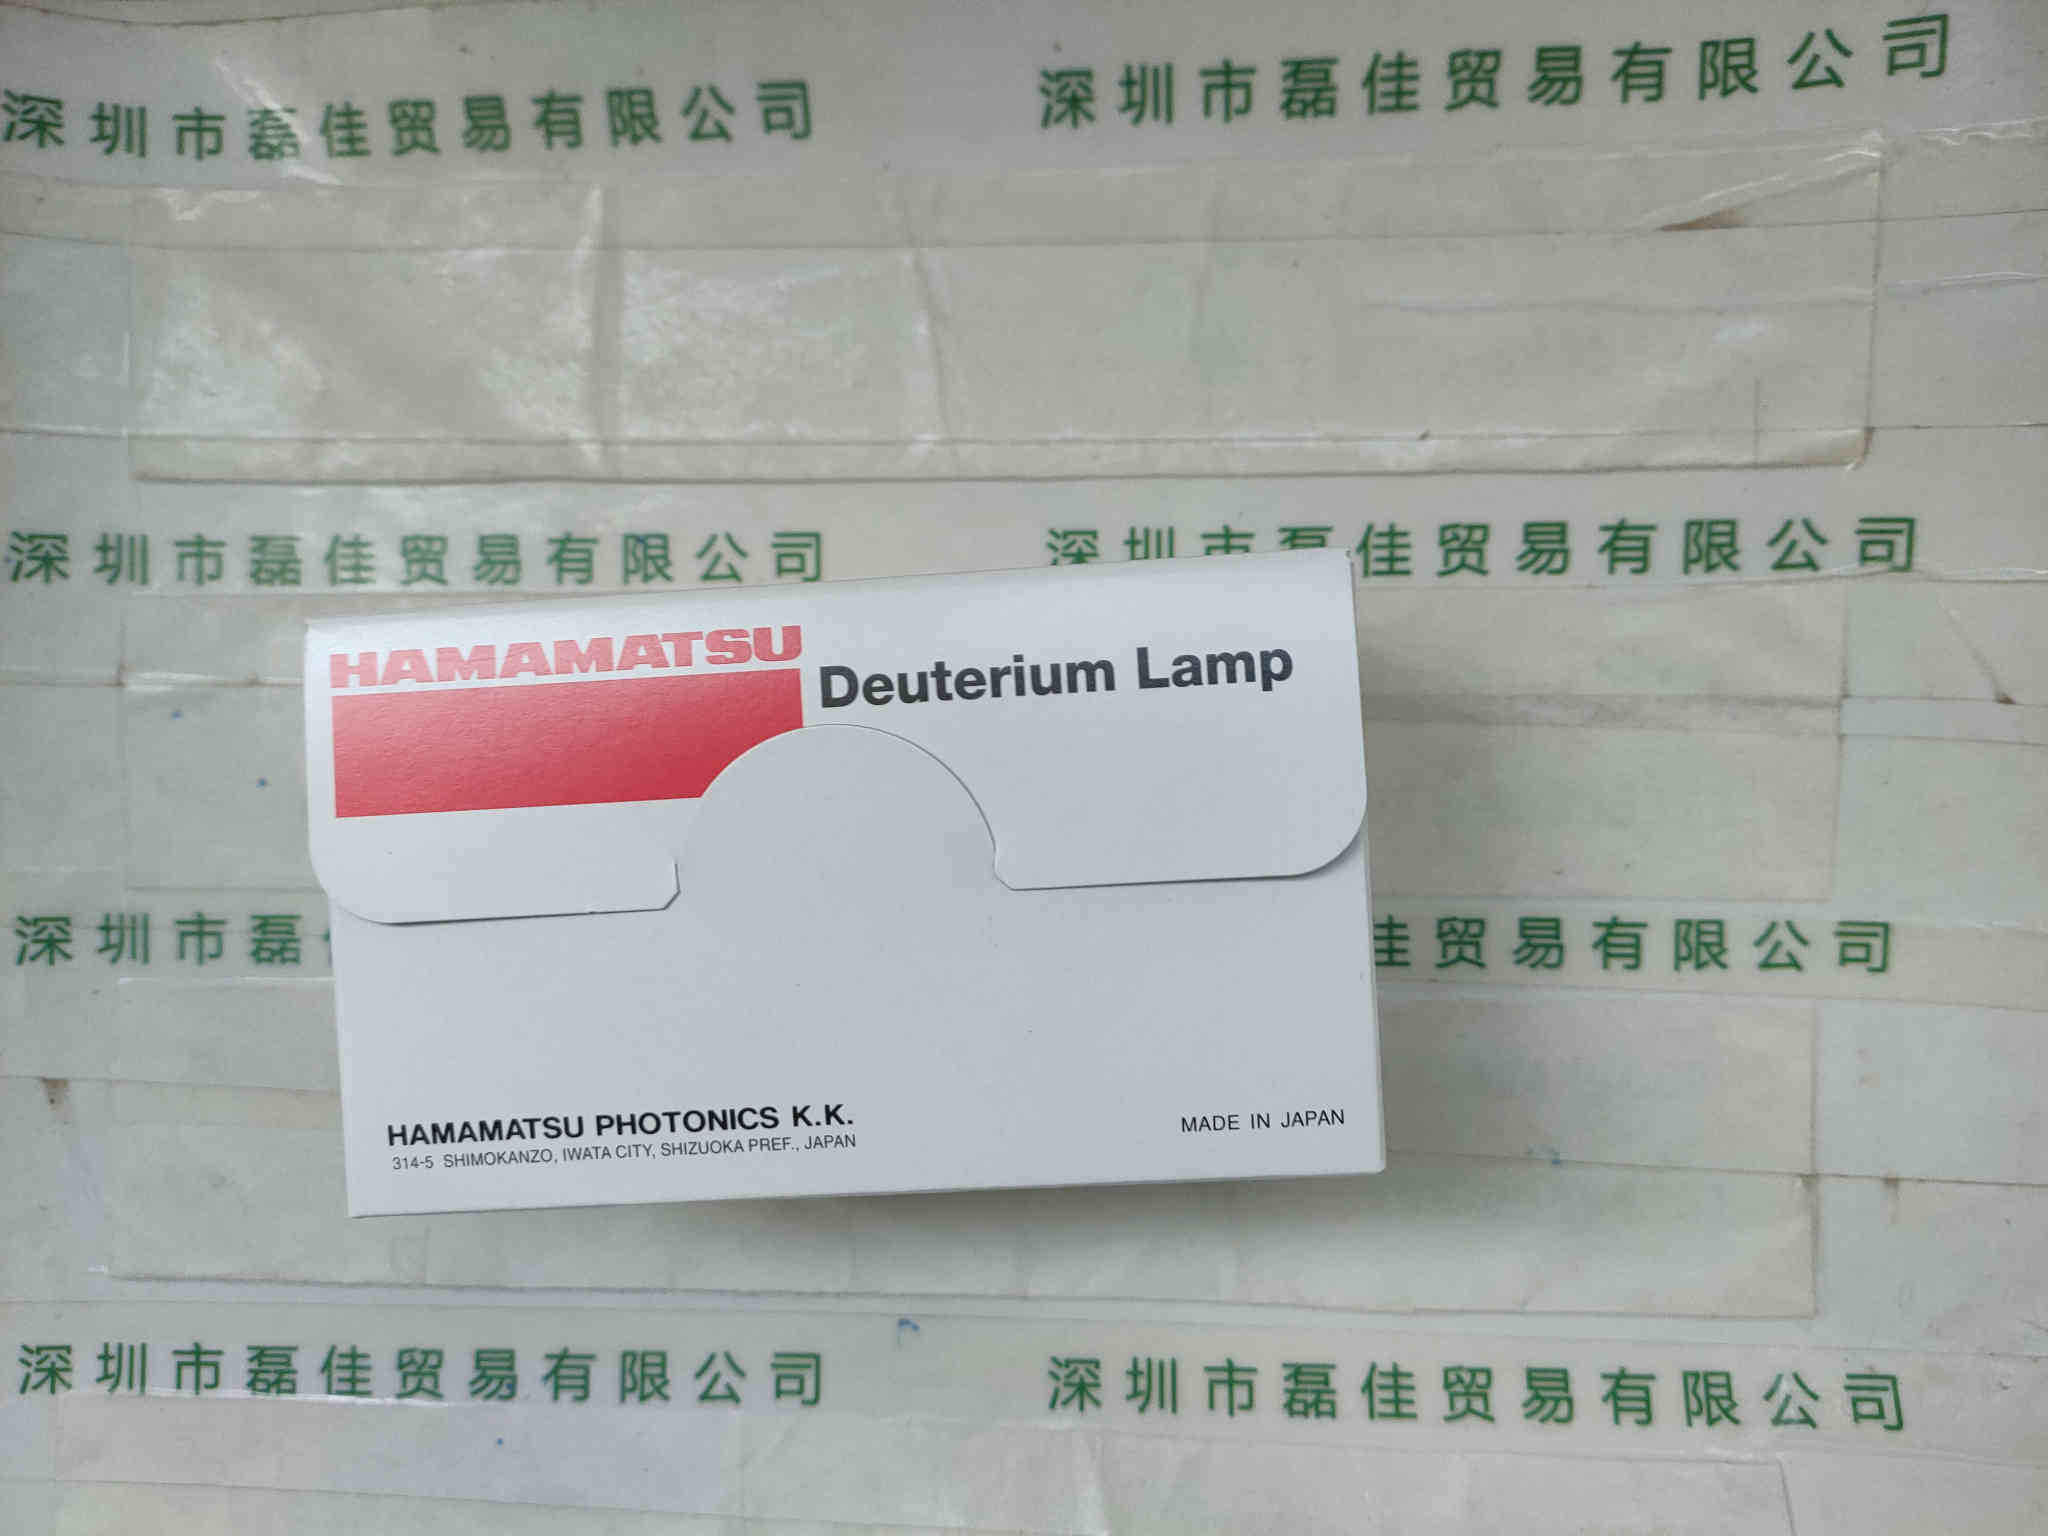 深圳市磊佳贸易有限公司 深圳市磊佳贸易有限公司
深圳市磊佳贸易有限公司 深圳市磊佳贸易有限公司
HAMAMATSU Deuterium Lamp
深圳市磊 佳贸易有限公司
HAMAMATSU PHOTONICS K.K. MADE IN JAPAN
314-5 SHIMOKANZO, IWATA CITY, SHIZUOKA PREF., JAPAN
深圳市磊佳贸易有限公司 深圳市磊佳贸易有限公司